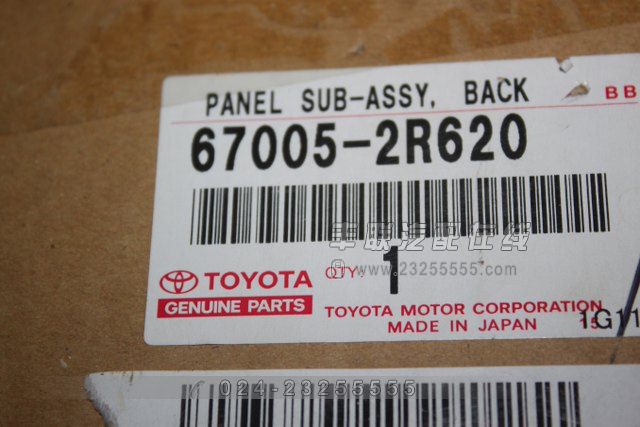 PANEL SUB-ASSY, BACK
BB
67005-2R620
车联汽配在线
www.23255555.com
TOYOTA
GENUINE PARTS
QTY. 1
TOYOTA MOTOR CORPORATION
MADE IN JAPAN
1G11
024-23255555